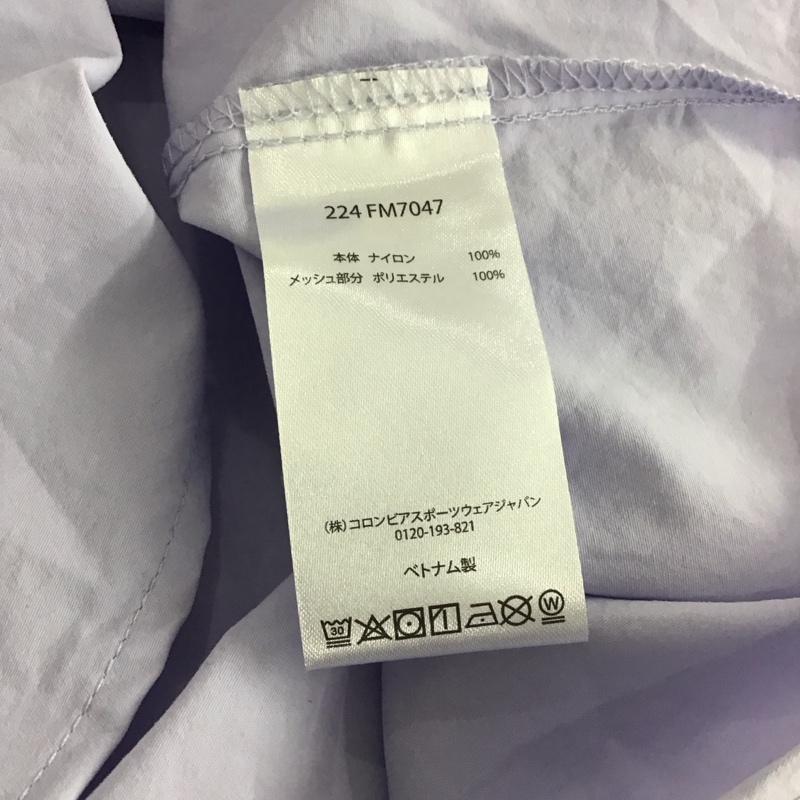 224 FM7047
本体 ナイロン 100%
メッシュ部分 ポリエステル 100%
(株)コロンビアスポーツウェアジャパン
0120-193-821
ベトナム製
30 W